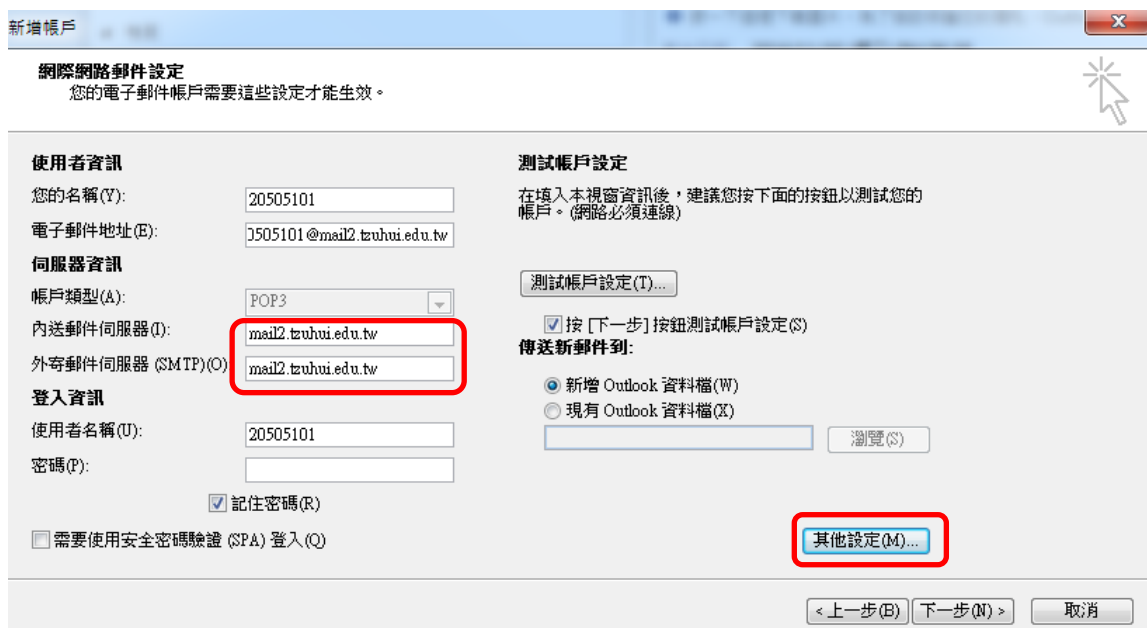 新增帳戶
網際網路郵件設定
您的電子郵件帳戶需要這些設定才能生效。
使用者資訊
您的名稱(Y):
20505101
電子郵件地址(E):
0505101@mail2.tzuhui.edu.tw
伺服器資訊
帳戶類型(A):
POP3
內送郵件伺服器(I):
mail2.tzuhui.edu.tw
外寄郵件伺服器 (SMTP)(O)
mail2.tzuhui.edu.tw
登入資訊
使用者名稱(U):
20505101
密碼(P):
記住密碼(R)
需要使用安全密碼驗證 (SPA) 登入(Q)
測試帳戶設定
在填入本視窗資訊後，建議您按下面的按鈕以測試您的
帳戶。(網路必須連線)
測試帳戶設定(T)...
按 [下一步] 按鈕測試帳戶設定(S)
傳送新郵件到:
新增 Outlook 資料檔(W)
現有 Outlook 資料檔(X)
瀏覽(S)
其他設定(M)...
< 上一步(B)
下一步(N) >
取消